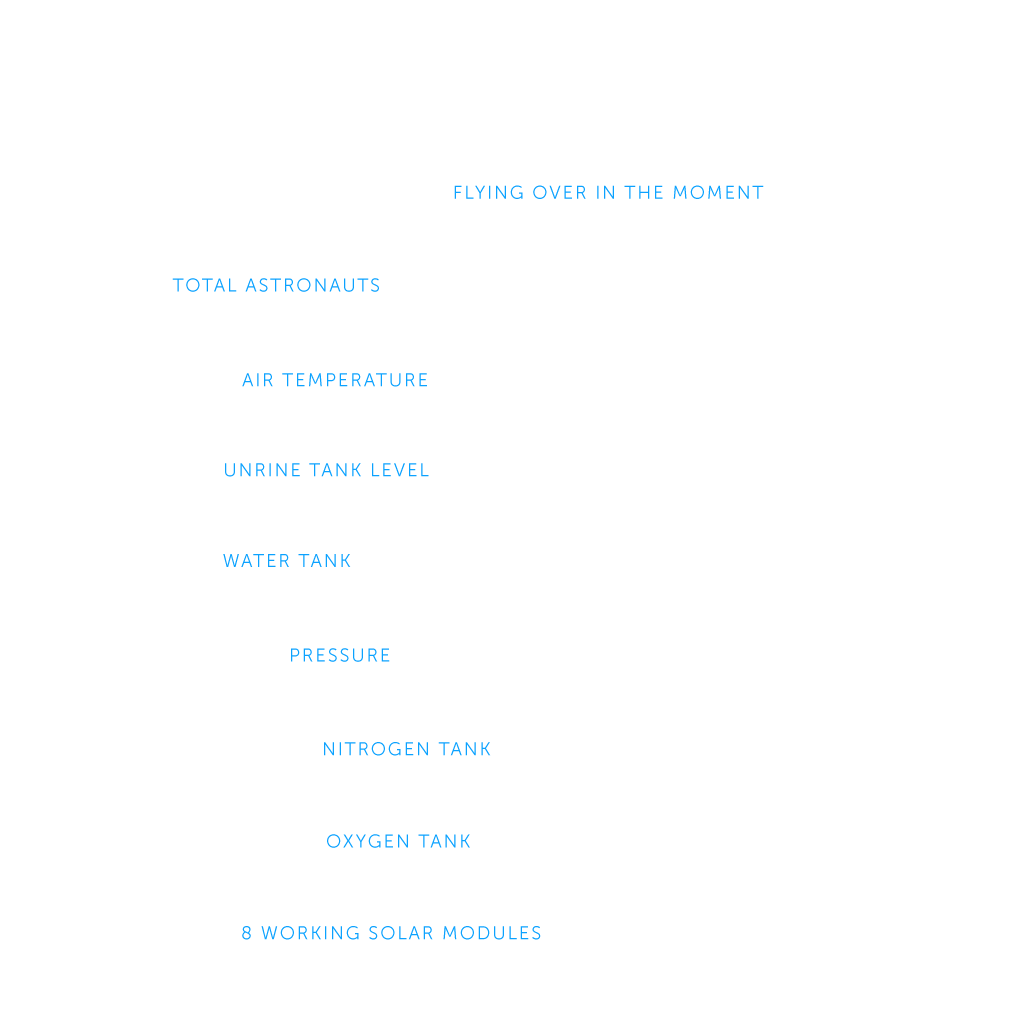 FLYING OVER IN THE MOMENT
TOTAL ASTRONAUTS
AIR TEMPERATURE
UNRINE TANK LEVEL
WATER TANK
PRESSURE
NITROGEN TANK
OXYGEN TANK
8 WORKING SOLAR MODULES